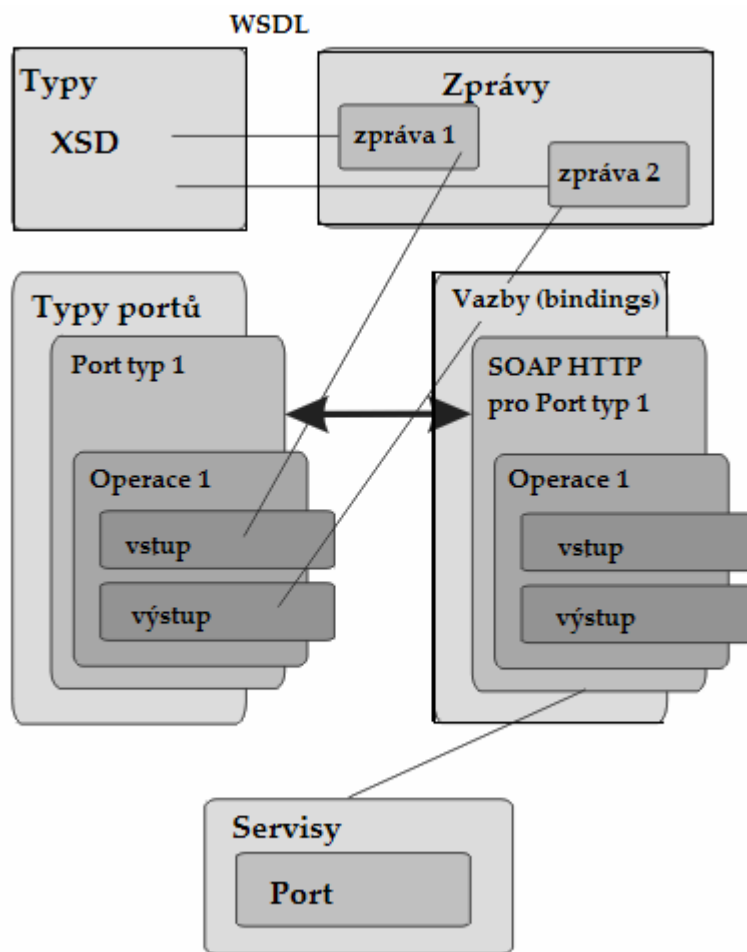 WSDL
Typy
XSD
Zprávy
zpráva 1
zpráva 2
Typy portů
Port typ 1
Operace 1
vstup
výstup
Vazby (bindings)
SOAP HTTP
pro Port typ 1
Operace 1
vstup
výstup
Servisy
Port